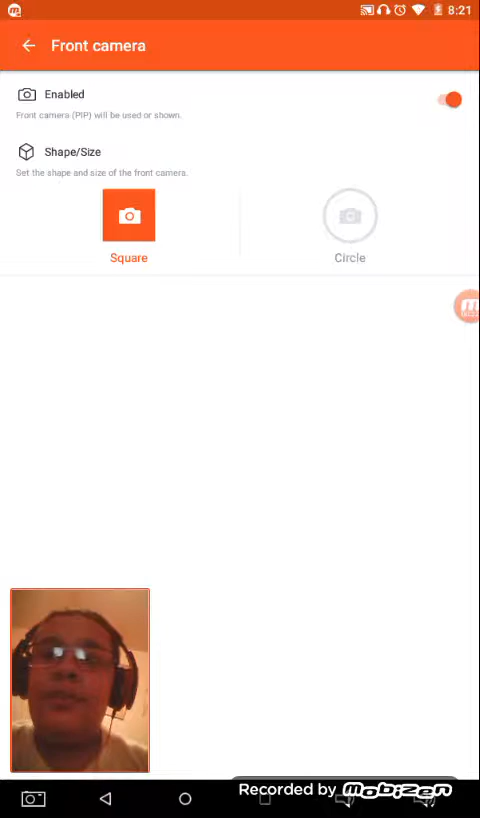 8:21
Front camera
Enabled
Front camera (PIP) will be used or shown.
Shape/Size
Set the shape and size of the front camera.
Square
Circle
Recorded by Mobizen